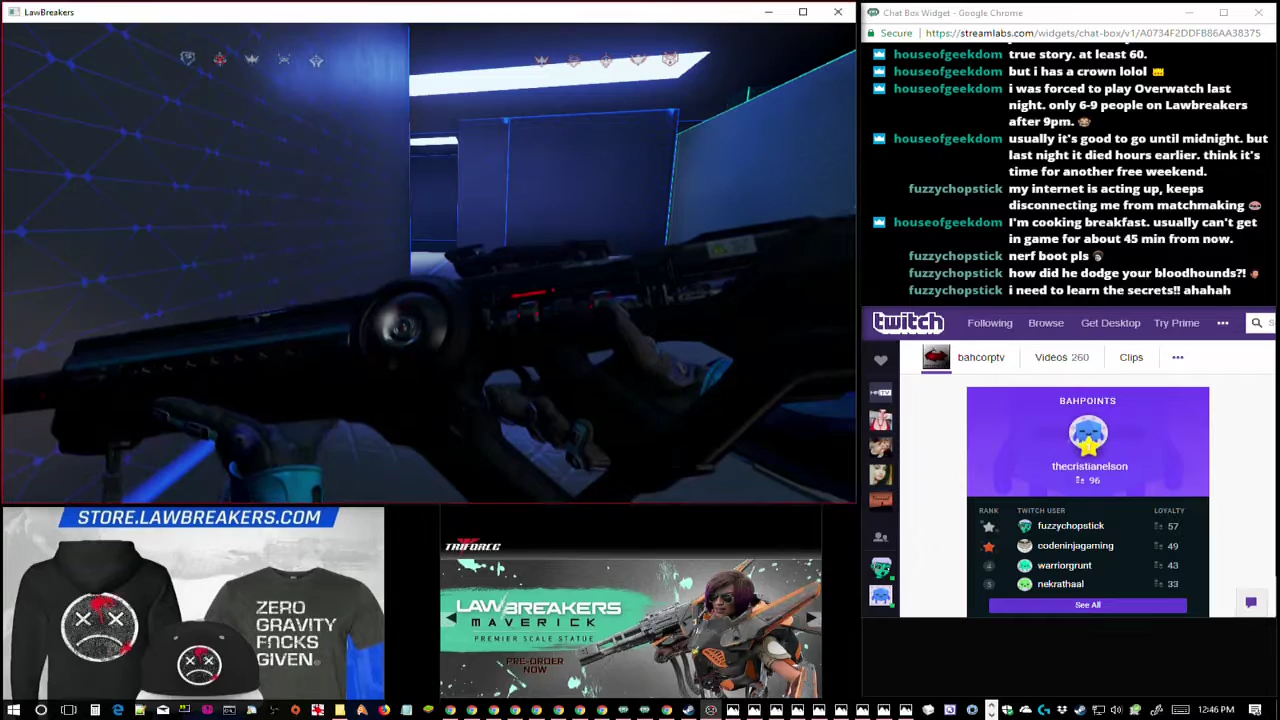 LawBreakers
Chat Box Widget - Google Chrome
Secure
https://streamlabs.com/widgets/chat-box/v1/A0734F2DDFB86AA38375
houseofgeekdom true story. at least 60.
houseofgeekdom but i has a crown lolol
houseofgeekdom i was forced to play Overwatch last
night. only 6-9 people on Lawbreakers
after 9pm.
houseofgeekdom usually it's good to go until midnight. but
last night it died hours earlier. think it's
time for another free weekend.
fuzzychopstick my internet is acting up, keeps
disconnecting me from matchmaking
houseofgeekdom I'm cooking breakfast. usually can't get
in game for about 45 min from now.
fuzzychopstick nerf boot pls
fuzzychopstick how did he dodge your bloodhounds?!
fuzzychopstick i need to learn the secrets!! ahahah
twitch Following Browse Get Desktop Try Prime
bahcorptv Videos 260 Clips
BAHPOINTS
thecristianelson
96
RANK TWITCH USER LOYALTY
fuzzychopstick 57
codeninjagaming 49
4 warriorgrunt 43
5 nekrathaal 33
See All
STORE.LAWBREAKERS.COM
ZERO
GRAVITY
FUCKS
GIVEN
TRIFORCE
LAWBREAKERS
MAVERICK
PREMIER SCALE STATUE
PRE-ORDER
NOW
12:46 PM